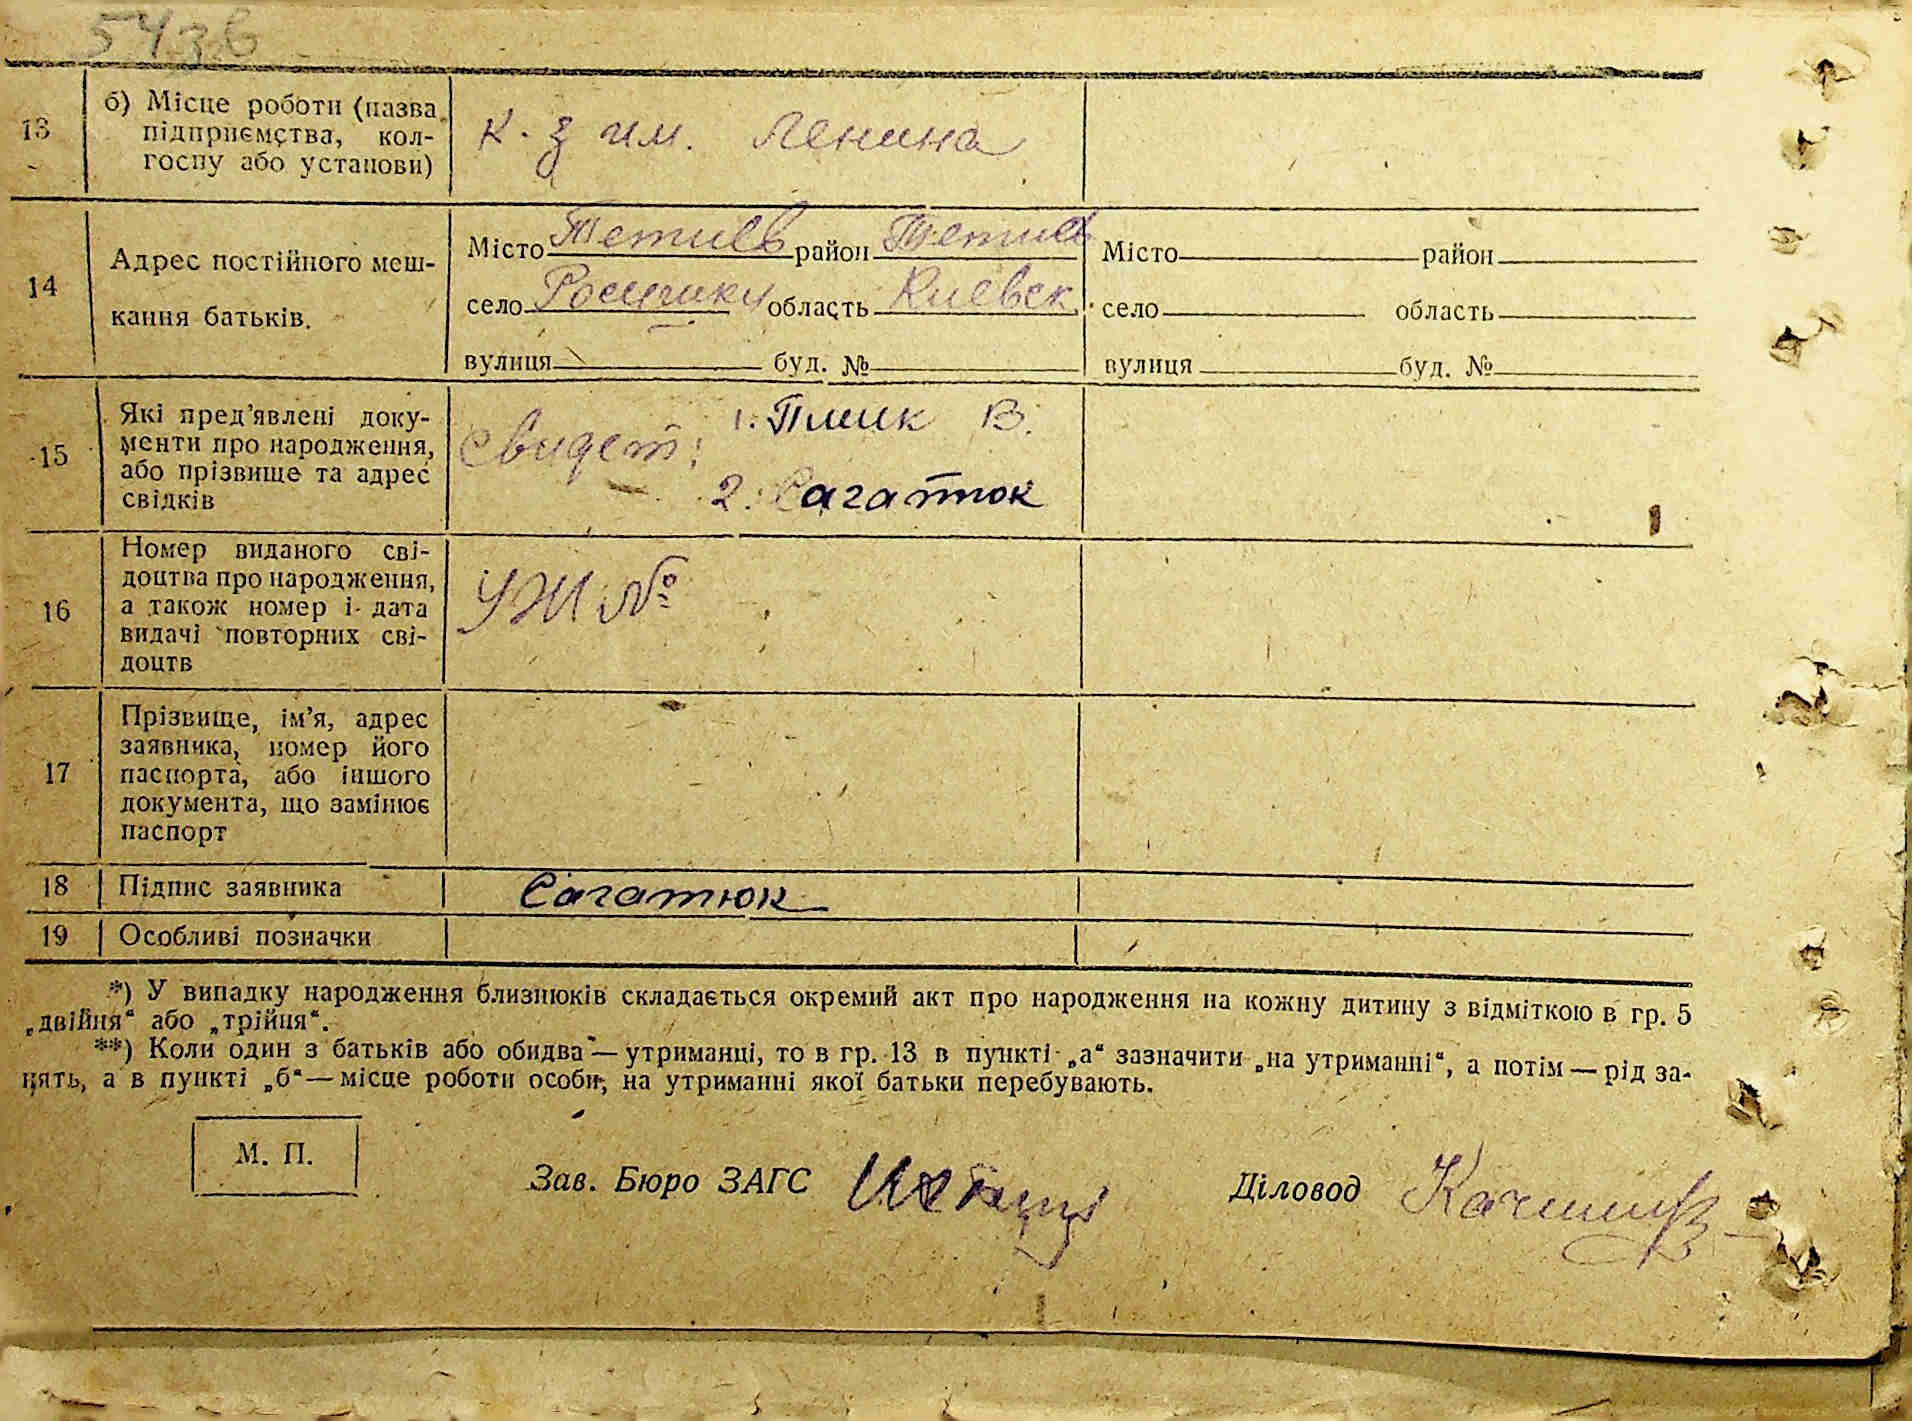 543б
13
б) Місце роботи (назва
підприємства, кол-
госпу або установи)
к-з им. Ленина
14
Адрес постійного меш-
кання батьків.
Місто Тетиев район Тетиев
село Росишки область Киевск.
вулиця буд. №
Місто район
село область
вулиця буд. №
15
Які пред'явлені доку-
менти про народження,
або прізвище та адрес
свідків
Свидет: 1. В.
2. Сагатюк
16
Номер виданого сві-
доцтва про народження,
а також номер і дата
видачі повторних сві-
доцтв
УЖ №
17
Прізвище, ім'я, адрес
заявника, номер його
паспорта, або іншого
документа, що замінює
паспорт
18 Підпис заявника Сагатюк
19 Особливі позначки
*) У випадку народження близнюків складається окремий акт про народження на кожну дитину з відміткою в гр. 5
„двійня“ або „трійня“.
**) Коли один з батьків або обидва — утриманці, то в гр. 13 в пункті „а“ зазначити „на утриманні“, а потім — рід за-
нять, а в пункті „б“ — місце роботи особи, на утриманні якої батьки перебувають.
М. П.
Зав. Бюро ЗАГС
Діловод